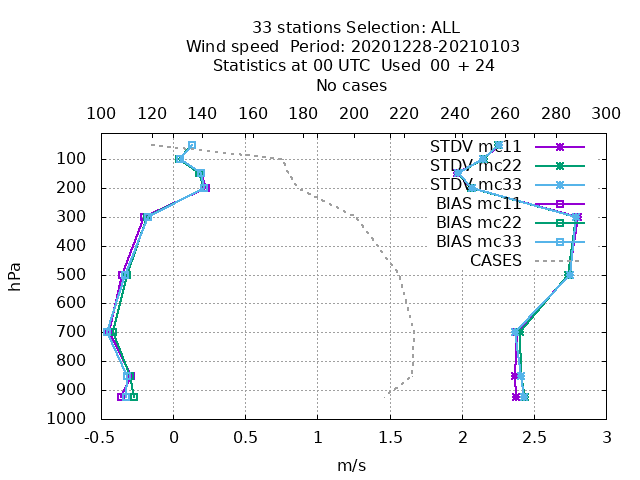 33 stations Selection: ALL
Wind speed  Period: 20201228-20210103
Statistics at 00 UTC  Used  00 + 24
No cases
100 120 140 160 180 200 220 240 260 280 300
STDV mc11
STDV mc22
STDV mc33
BIAS mc11
BIAS mc22
BIAS mc33
CASES
100
200
300
400
500
600
700
800
900
1000
hPa
-0.5 0 0.5 1 1.5 2 2.5 3
m/s